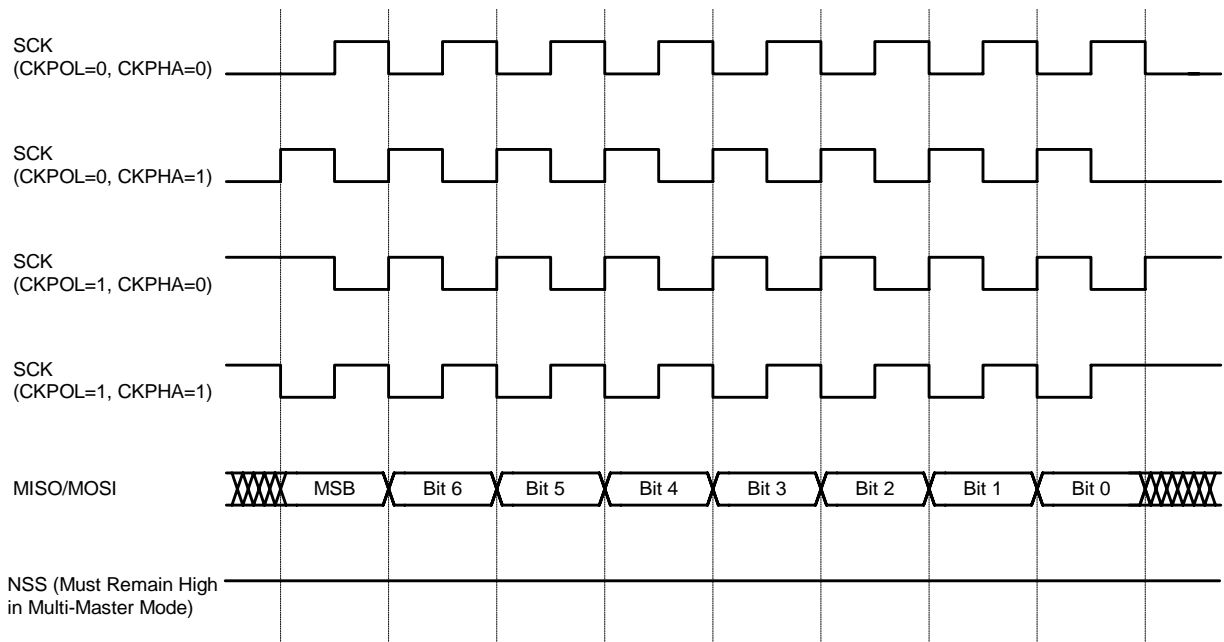 SCK
(CKPOL=0, CKPHA=0)
SCK
(CKPOL=0, CKPHA=1)
SCK
(CKPOL=1, CKPHA=0)
SCK
(CKPOL=1, CKPHA=1)
MISO/MOSI
MSB Bit 6 Bit 5 Bit 4 Bit 3 Bit 2 Bit 1 Bit 0
NSS (Must Remain High
in Multi-Master Mode)